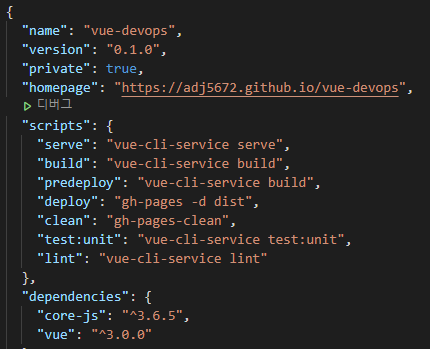 {
"name": "vue-devops",
"version": "0.1.0",
"private": true,
"homepage": "https://adj5672.github.io/vue-devops",
▷ 디버그
"scripts": {
"serve": "vue-cli-service serve",
"build": "vue-cli-service build",
"predeploy": "vue-cli-service build",
"deploy": "gh-pages -d dist",
"clean": "gh-pages-clean",
"test:unit": "vue-cli-service test:unit",
"lint": "vue-cli-service lint"
},
"dependencies": {
"core-js": "^3.6.5",
"vue": "^3.0.0"